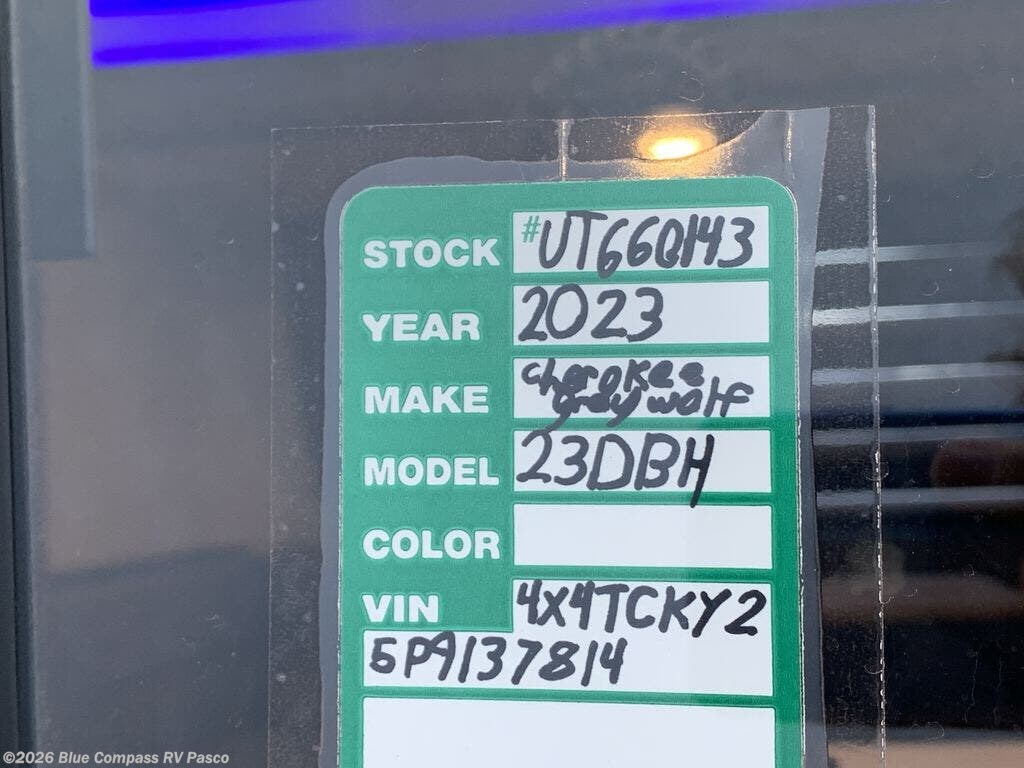 STOCK #UT66Q143
YEAR 2023
MAKE cherokee
grey wolf
MODEL 23DBH
COLOR
VIN 4X4TCKY2
5P9137814
©2026 Blue Compass RV Pasco